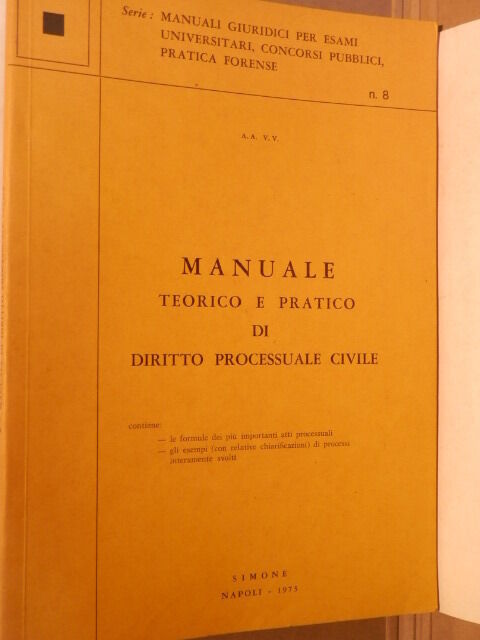 Serie: MANUALI GIURIDICI PER ESAMI
UNIVERSITARI, CONCORSI PUBBLICI,
PRATICA FORENSE
n. 8
A.A. V.V.
MANUALE
TEORICO E PRATICO
DI
DIRITTO PROCESSUALE CIVILE
contiene:
— le formule dei più importanti atti processuali
— gli esempi (con relative chiarificazioni) di processi
interamente svolti
SIMONE
NAPOLI - 1975